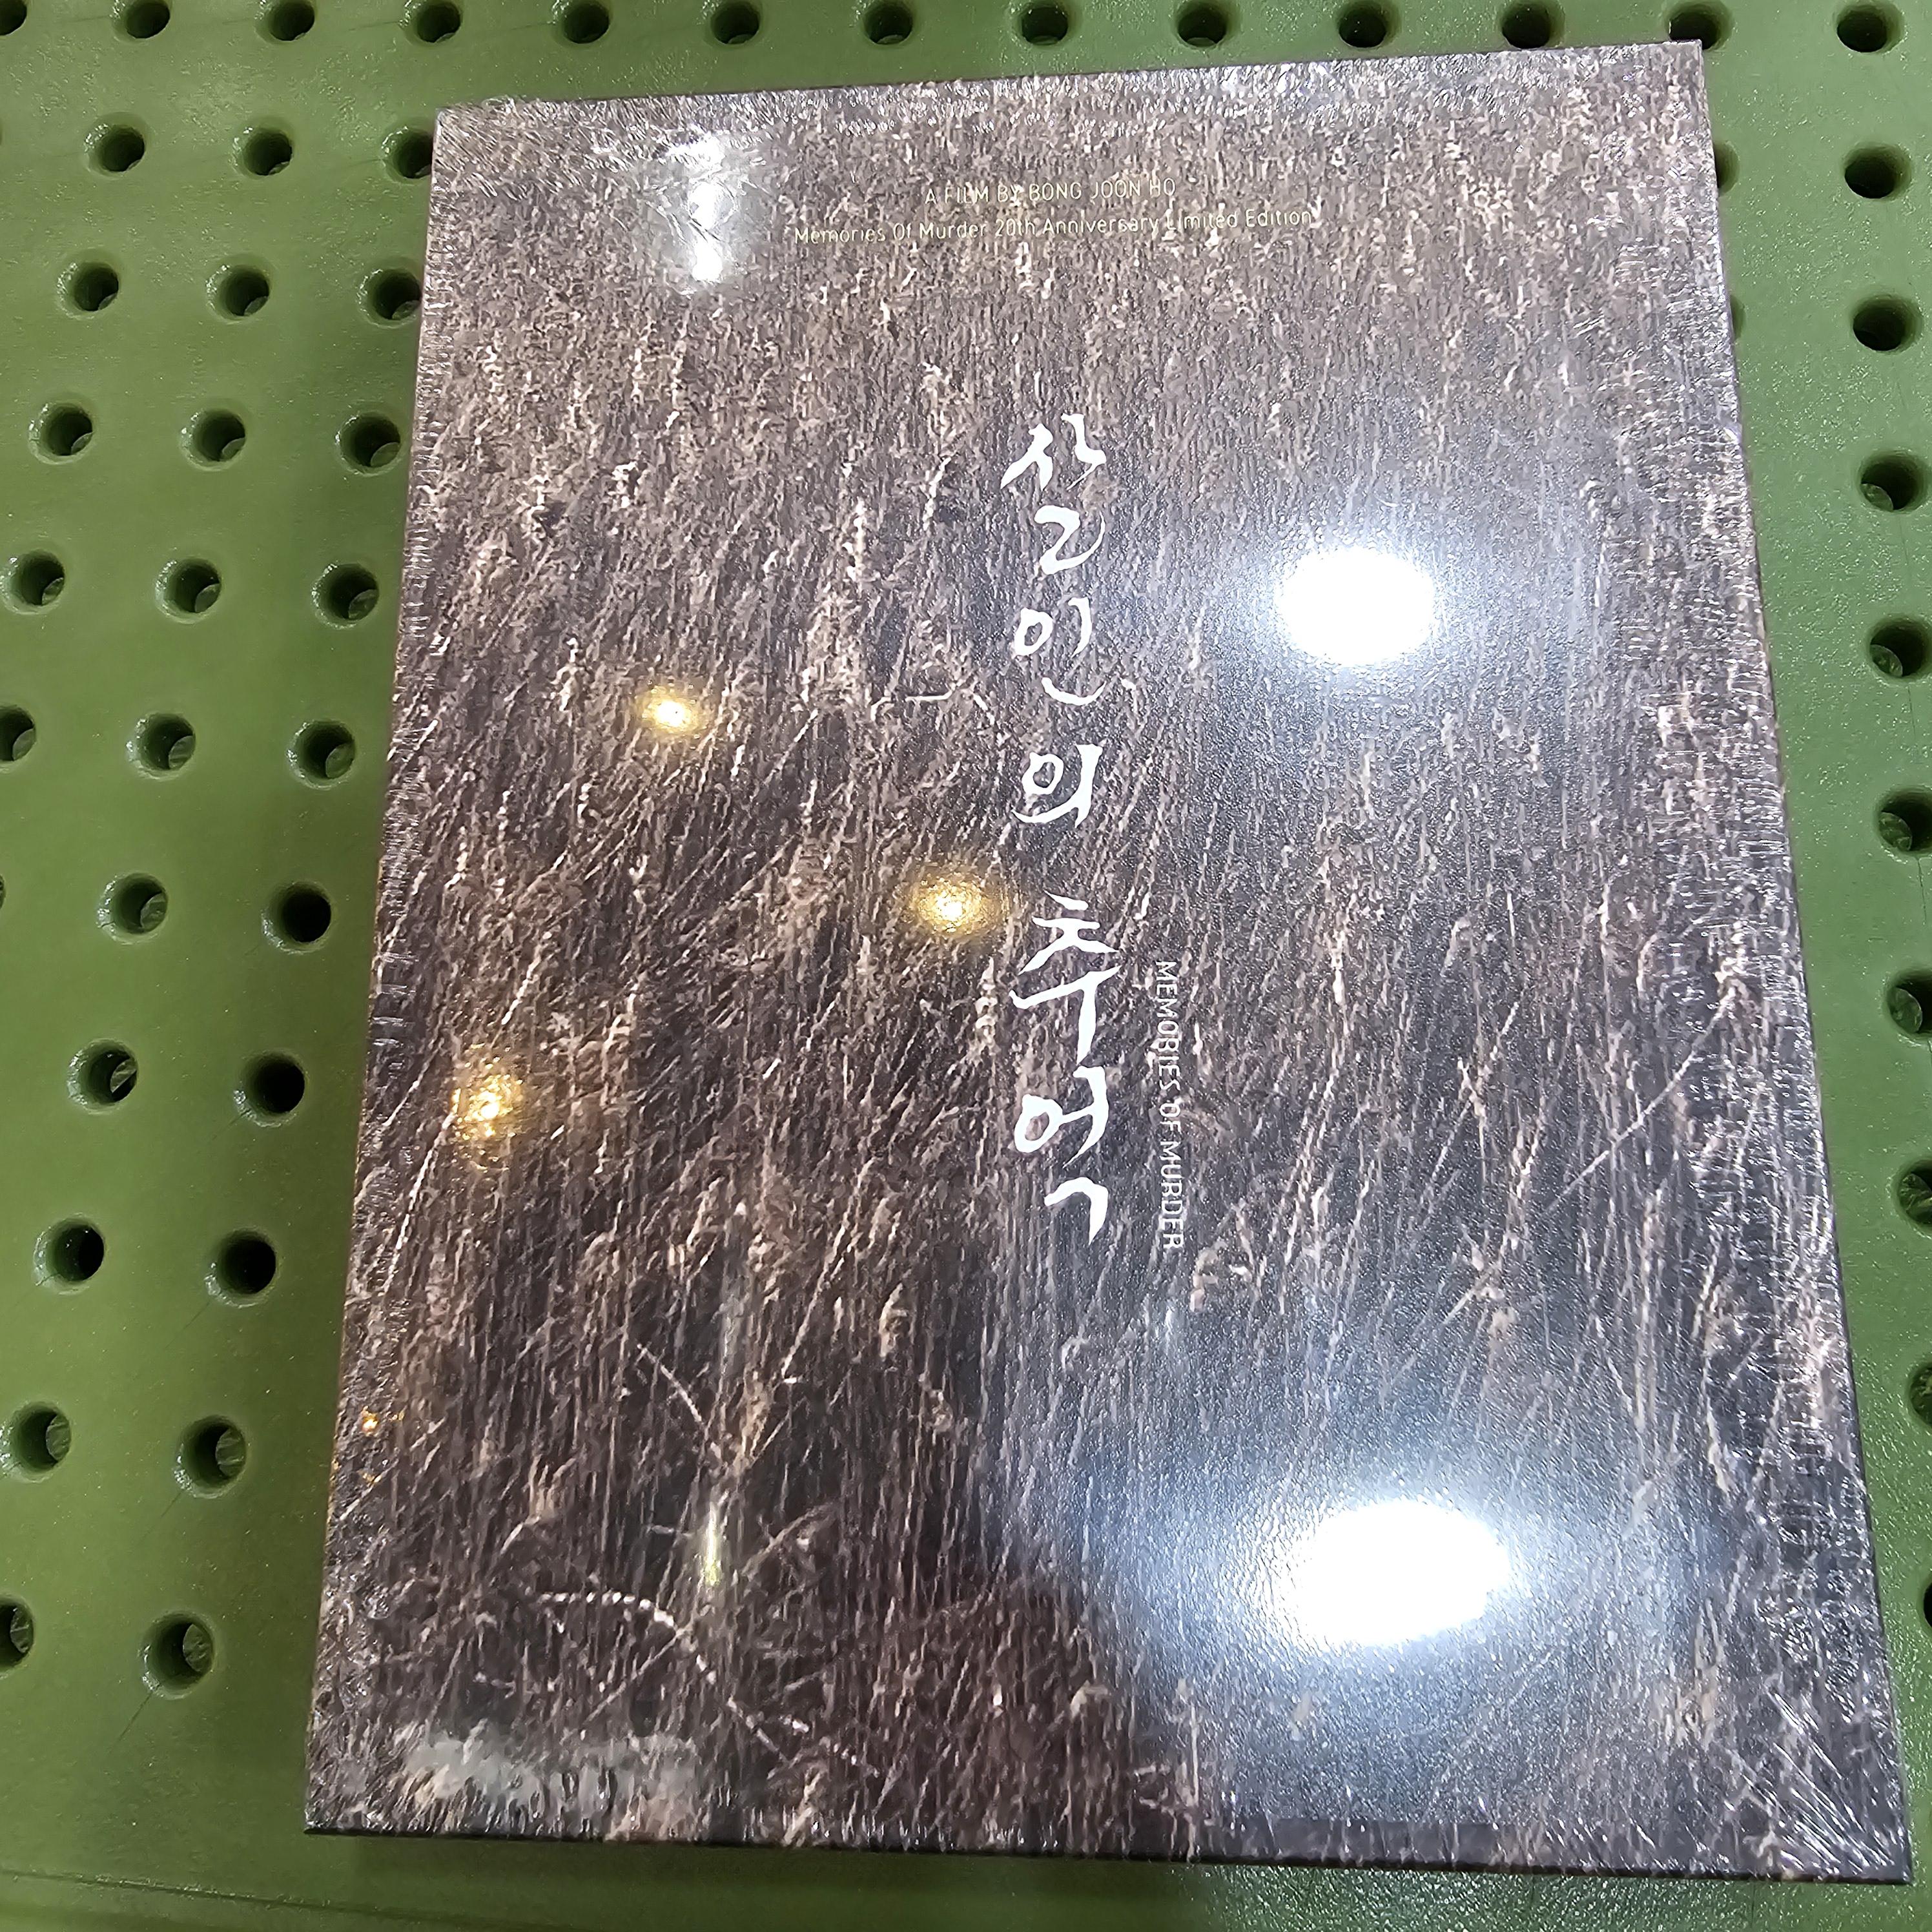 A FILM BY BONG JOON HO
Memories Of Murder 20th Anniversary Limited Edition
살인의 추억
MEMORIES OF MURDER